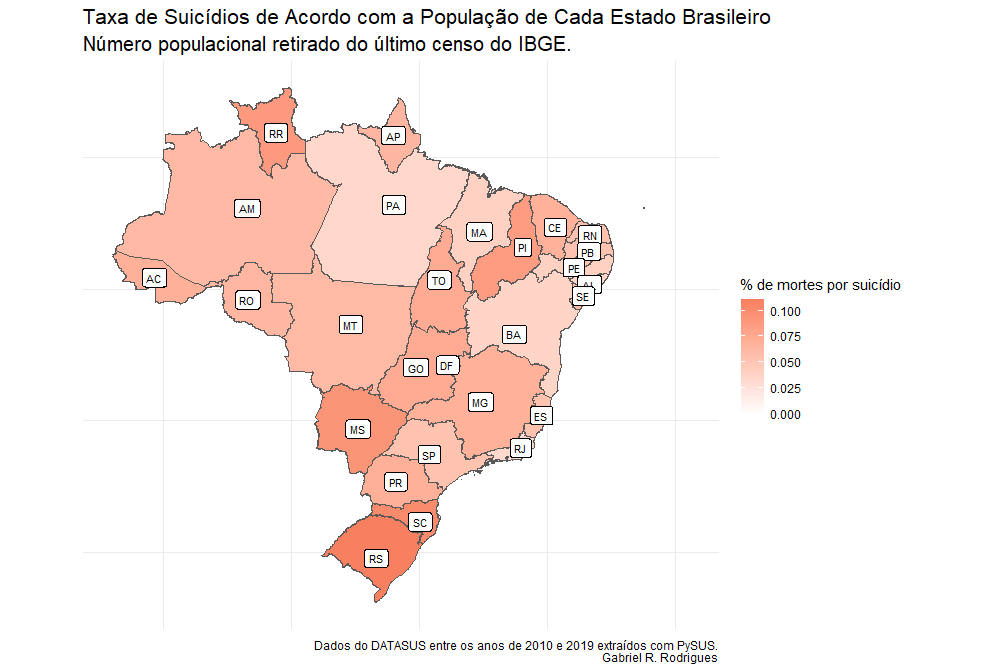 Taxa de Suicídios de Acordo com a População de Cada Estado Brasileiro
Número populacional retirado do último censo do IBGE.
RR
AP
AM
PA
MA
CE
RN
PI
PB
PE
AC
TO
SE
RO
MT
BA
GO
DF
MG
ES
MS
RJ
SP
PR
SC
RS
% de mortes por suicídio
0.100
0.075
0.050
0.025
0.000
Dados do DATASUS entre os anos de 2010 e 2019 extraídos com PySUS.
Gabriel R. Rodrigues